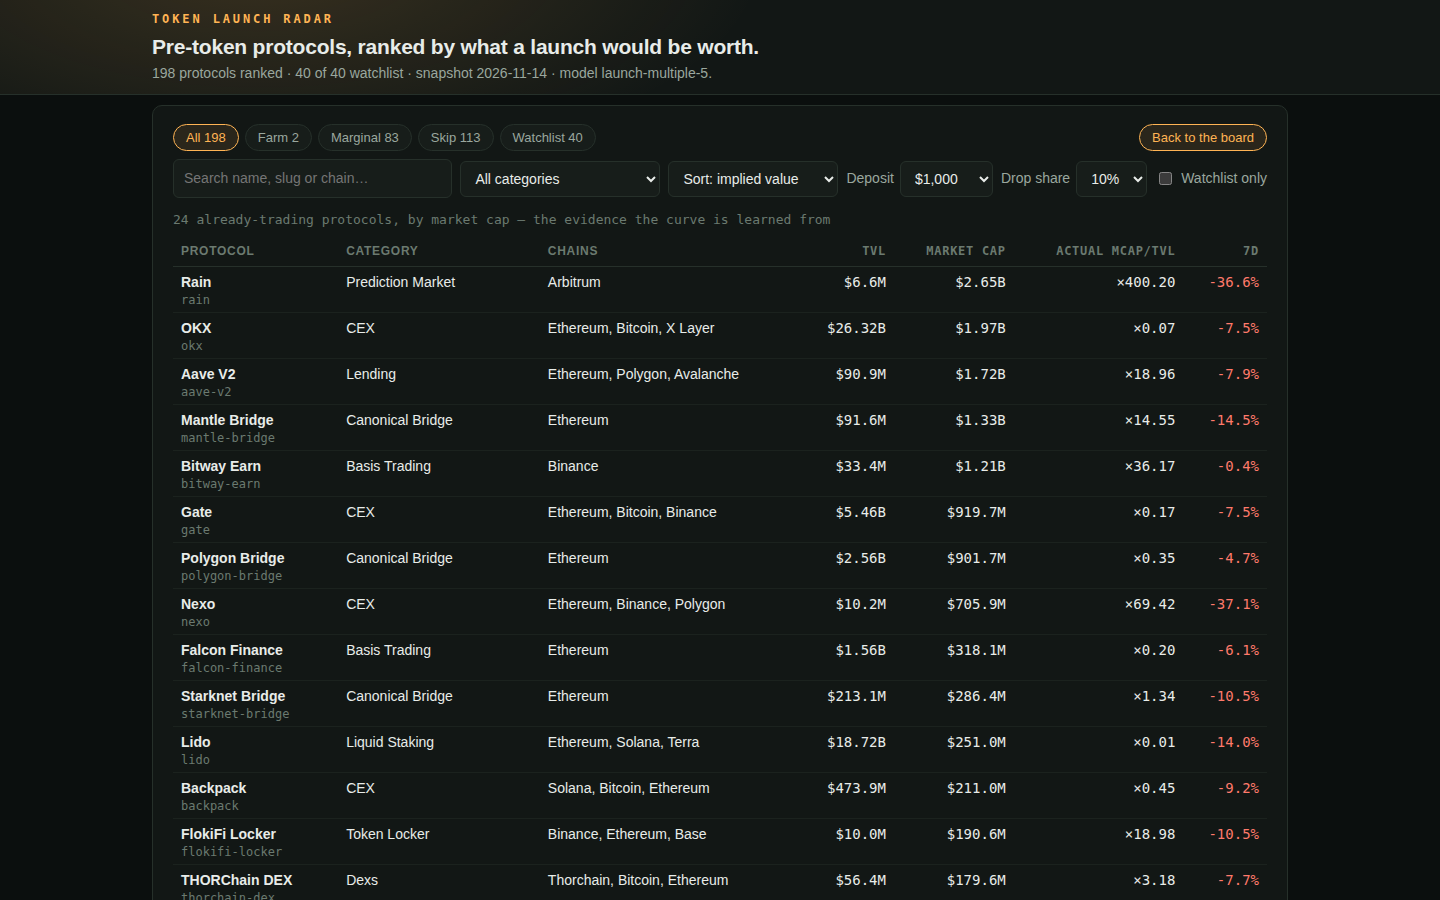 TOKEN LAUNCH RADAR
Pre-token protocols, ranked by what a launch would be worth.
198 protocols ranked · 40 of 40 watchlist · snapshot 2026-11-14 · model launch-multiple-5.
All 198 Farm 2 Marginal 83 Skip 113 Watchlist 40 Back to the board
Search name, slug or chain… All categories Sort: implied value Deposit $1,000 Drop share 10% Watchlist only
24 already-trading protocols, by market cap — the evidence the curve is learned from
PROTOCOL CATEGORY CHAINS TVL MARKET CAP ACTUAL MCAP/TVL 7D
Rain Prediction Market Arbitrum $6.6M $2.65B ×400.20 -36.6%
rain
OKX CEX Ethereum, Bitcoin, X Layer $26.32B $1.97B ×0.07 -7.5%
okx
Aave V2 Lending Ethereum, Polygon, Avalanche $90.9M $1.72B ×18.96 -7.9%
aave-v2
Mantle Bridge Canonical Bridge Ethereum $91.6M $1.33B ×14.55 -14.5%
mantle-bridge
Bitway Earn Basis Trading Binance $33.4M $1.21B ×36.17 -0.4%
bitway-earn
Gate CEX Ethereum, Bitcoin, Binance $5.46B $919.7M ×0.17 -7.5%
gate
Polygon Bridge Canonical Bridge Ethereum $2.56B $901.7M ×0.35 -4.7%
polygon-bridge
Nexo CEX Ethereum, Binance, Polygon $10.2M $705.9M ×69.42 -37.1%
nexo
Falcon Finance Basis Trading Ethereum $1.56B $318.1M ×0.20 -6.1%
falcon-finance
Starknet Bridge Canonical Bridge Ethereum $213.1M $286.4M ×1.34 -10.5%
starknet-bridge
Lido Liquid Staking Ethereum, Solana, Terra $18.72B $251.0M ×0.01 -14.0%
lido
Backpack CEX Solana, Bitcoin, Ethereum $473.9M $211.0M ×0.45 -9.2%
backpack
FlokiFi Locker Token Locker Binance, Ethereum, Base $10.0M $190.6M ×18.98 -10.5%
flokifi-locker
THORChain DEX Dexs Thorchain, Bitcoin, Ethereum $56.4M $179.6M ×3.18 -7.7%
thorchain-dex